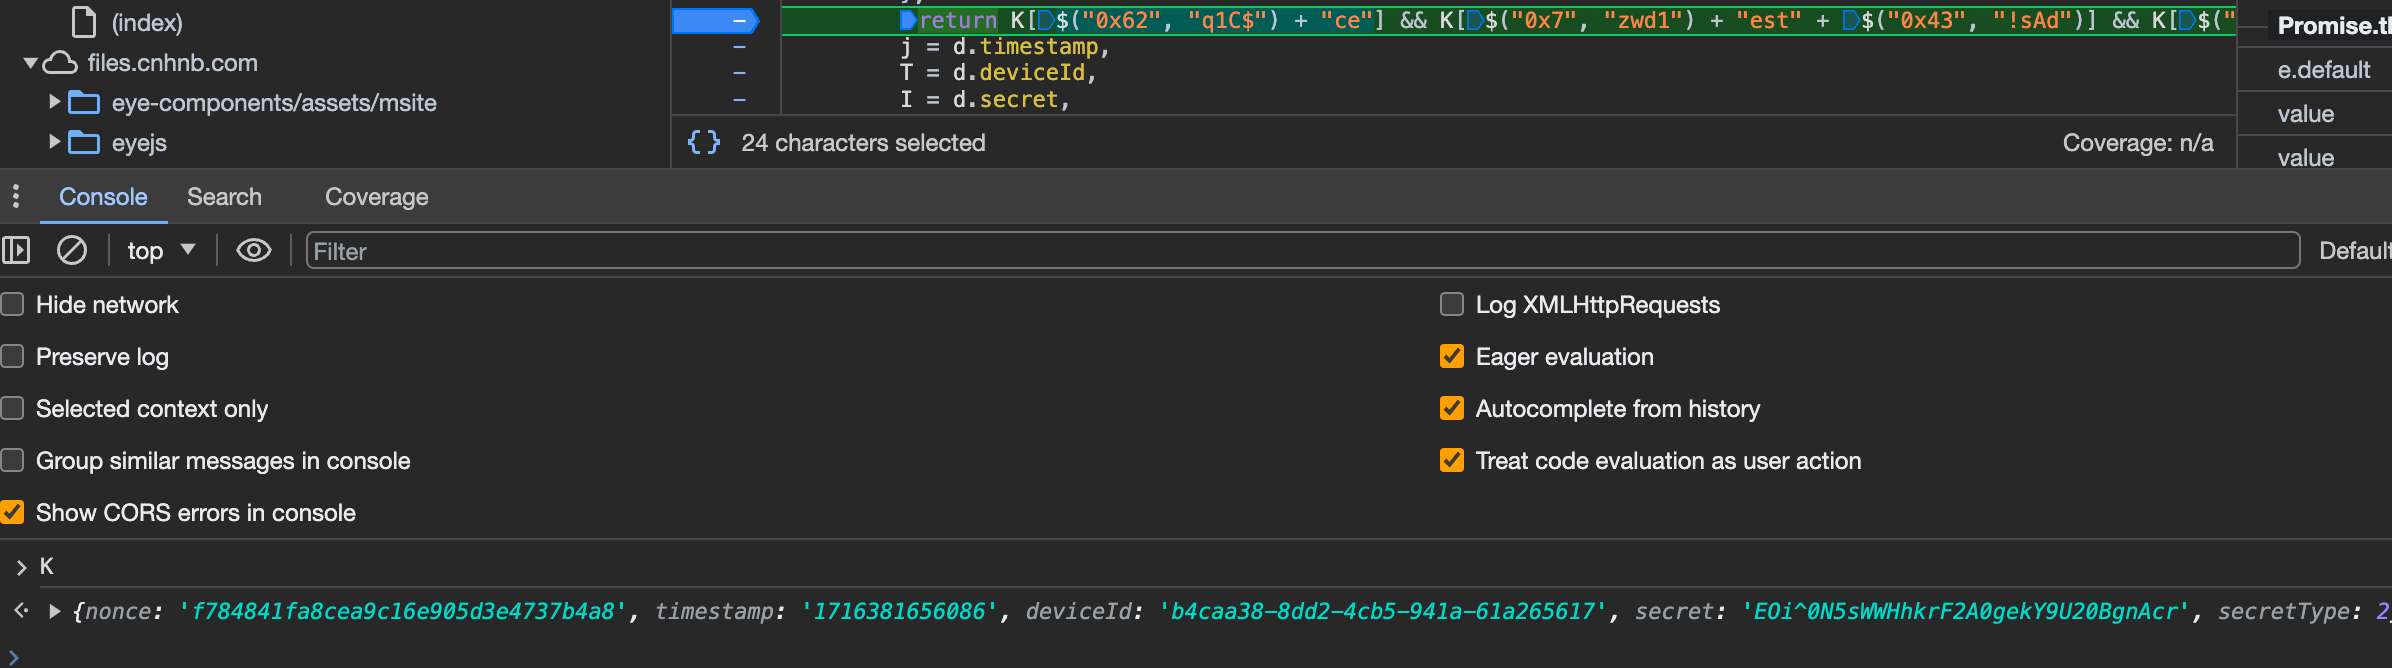 (index)
files.cnhnb.com
eye-components/assets/msite
eyejs
return K[$("0x62", "q1C$") + "ce"] && K[$("0x7", "zwd1") + "est" + $("0x43", "!sAd")] && K[$("
j = d.timestamp,
T = d.deviceId,
I = d.secret,
{ } 24 characters selected
Coverage: n/a
Promise.t
e.default
value
value
Console
Search
Coverage
top
Filter
Default
Hide network
Log XMLHttpRequests
Preserve log
Eager evaluation
Selected context only
Autocomplete from history
Group similar messages in console
Treat code evaluation as user action
Show CORS errors in console
> K
{nonce: 'f784841fa8cea9c16e905d3e4737b4a8', timestamp: '1716381656086', deviceId: 'b4caa38-8dd2-4cb5-941a-61a265617', secret: 'EOi^0N5sWWHhkrF2A0gekY9U20BgnAcr', secretType: 2
>